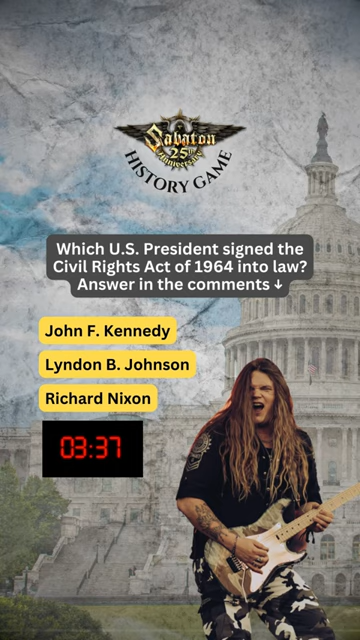 Sabaton
25th
Anniversary
HISTORY GAME
Which U.S. President signed the
Civil Rights Act of 1964 into law?
Answer in the comments ↓
John F. Kennedy
Lyndon B. Johnson
Richard Nixon
03:37